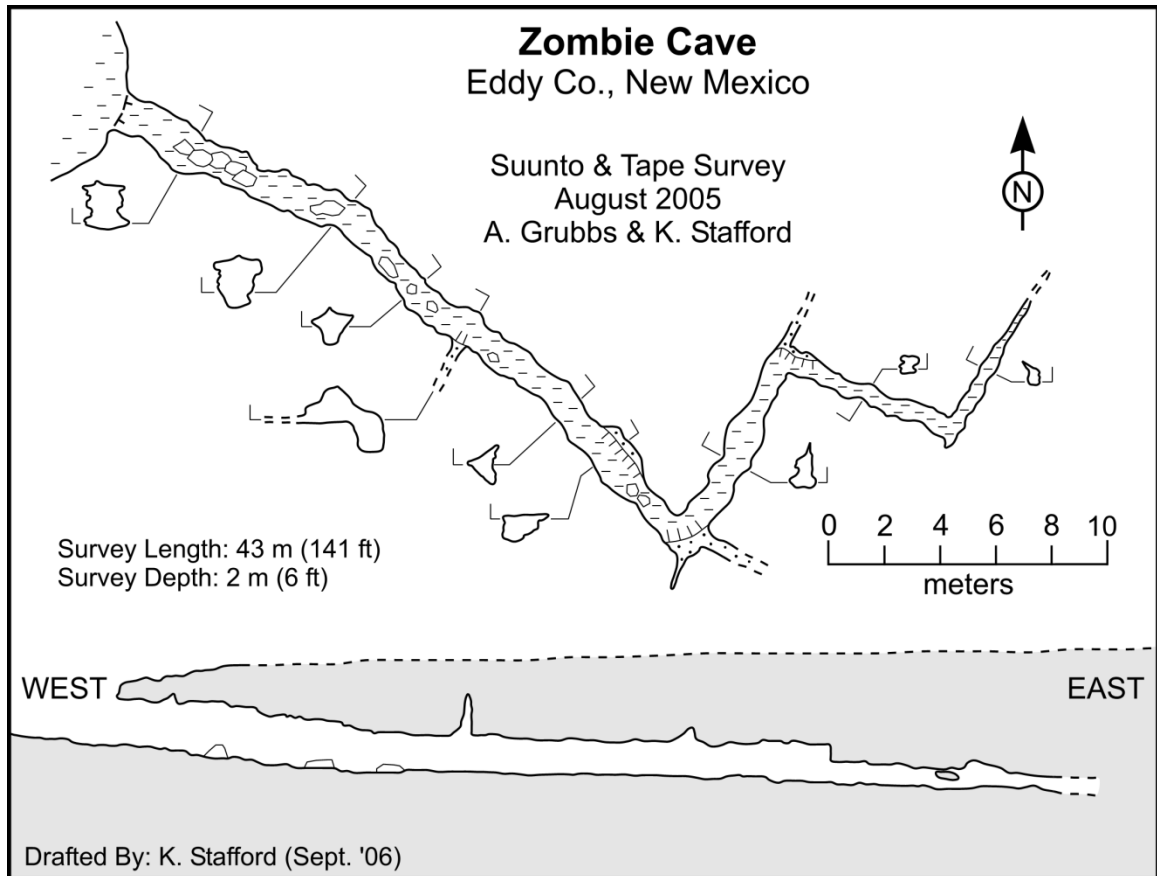 Zombie Cave
Eddy Co., New Mexico
Suunto & Tape Survey
August 2005
A. Grubbs & K. Stafford
N
Survey Length: 43 m (141 ft)
Survey Depth: 2 m (6 ft)
0 2 4 6 8 10
meters
WEST
EAST
Drafted By: K. Stafford (Sept. '06)